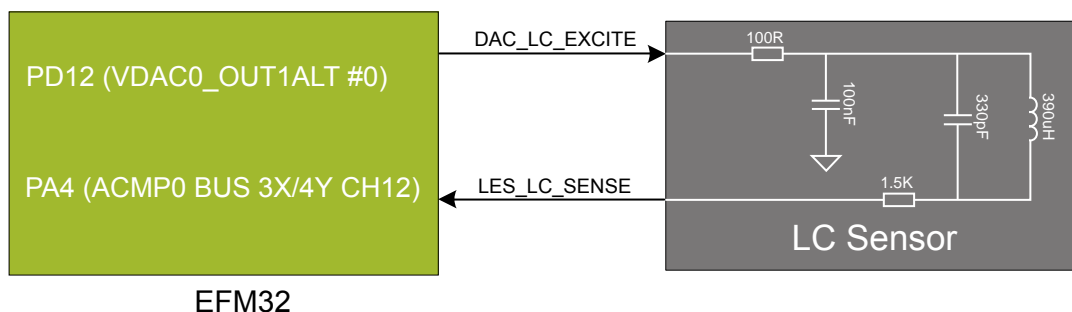 DAC_LC_EXCITE
100R
PD12 (VDAC0_OUT1ALT #0)
100nF
330pF
390uH
PA4 (ACMP0 BUS 3X/4Y CH12)
LES_LC_SENSE
1.5K
LC Sensor
EFM32